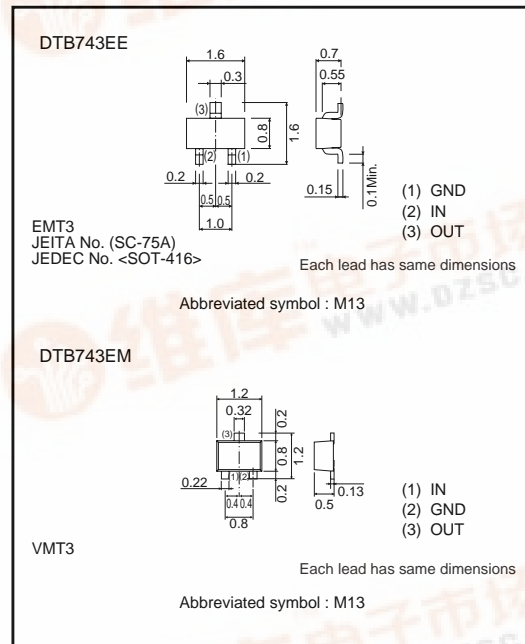 DTB743EE
1.6
0.3
0.7
0.55
(3)
0.8
1.6
(2)
(1)
0.2
0.2
0.5 0.5
1.0
0.15
0.1Min.
(1) GND
(2) IN
(3) OUT
EMT3
JEITA No. (SC-75A)
JEDEC No. <SOT-416>
Each lead has same dimensions
Abbreviated symbol : M13
DTB743EM
1.2
0.32
0.2
(3)
0.8
1.2
0.22
(1) (2)
0.2
0.4 0.4
0.8
0.13
0.5
(1) IN
(2) GND
(3) OUT
VMT3
Each lead has same dimensions
Abbreviated symbol : M13